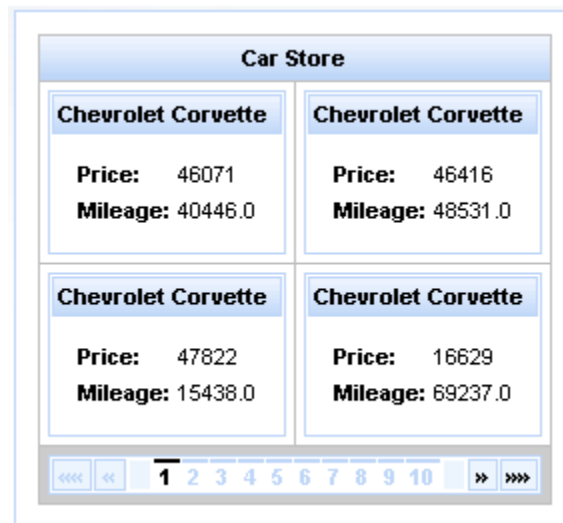 Car Store
Chevrolet Corvette Chevrolet Corvette
Price: 46071 Price: 46416
Mileage: 40446.0 Mileage: 48531.0
Chevrolet Corvette Chevrolet Corvette
Price: 47822 Price: 16629
Mileage: 15438.0 Mileage: 69237.0
«« « 1 2 3 4 5 6 7 8 9 10 » »»